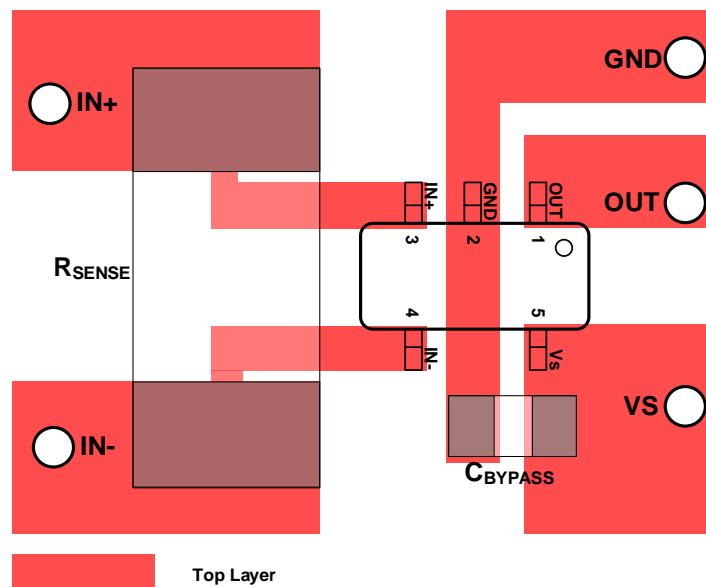 GND
IN+
IN+
GND
OUT
OUT
3
2
1
RSENSE
4
5
IN-
Vs
VS
IN-
CBYPASS
Top Layer